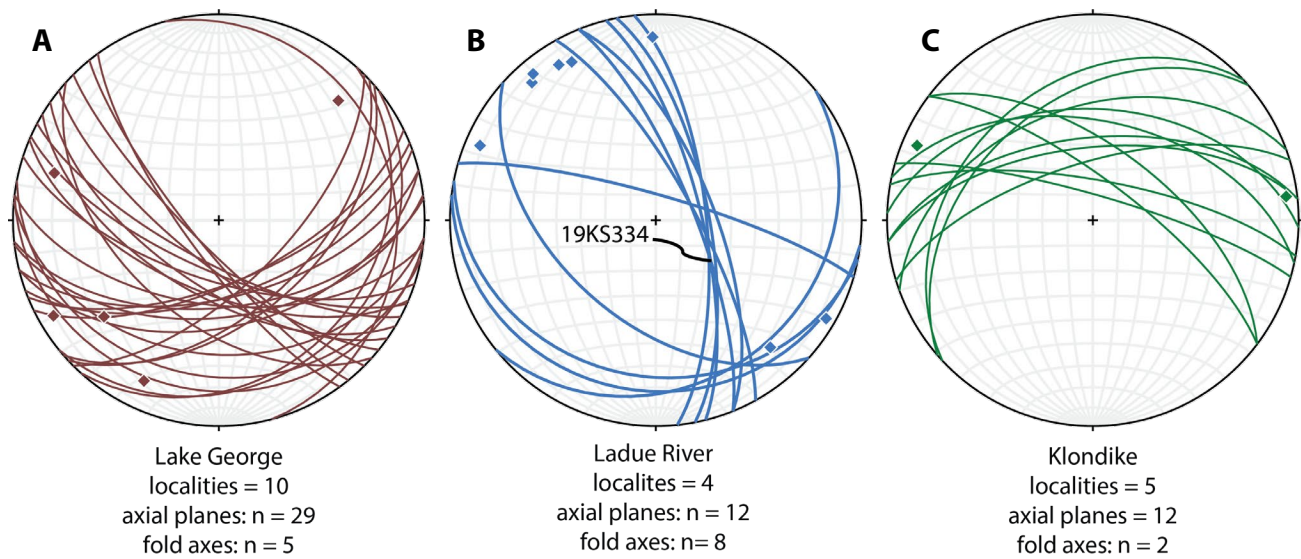 A
B
C
19KS334
Lake George
localities = 10
axial planes: n = 29
fold axes: n = 5
Ladue River
localites = 4
axial planes: n = 12
fold axes: n= 8
Klondike
localities = 5
axial planes = 12
fold axes: n = 2